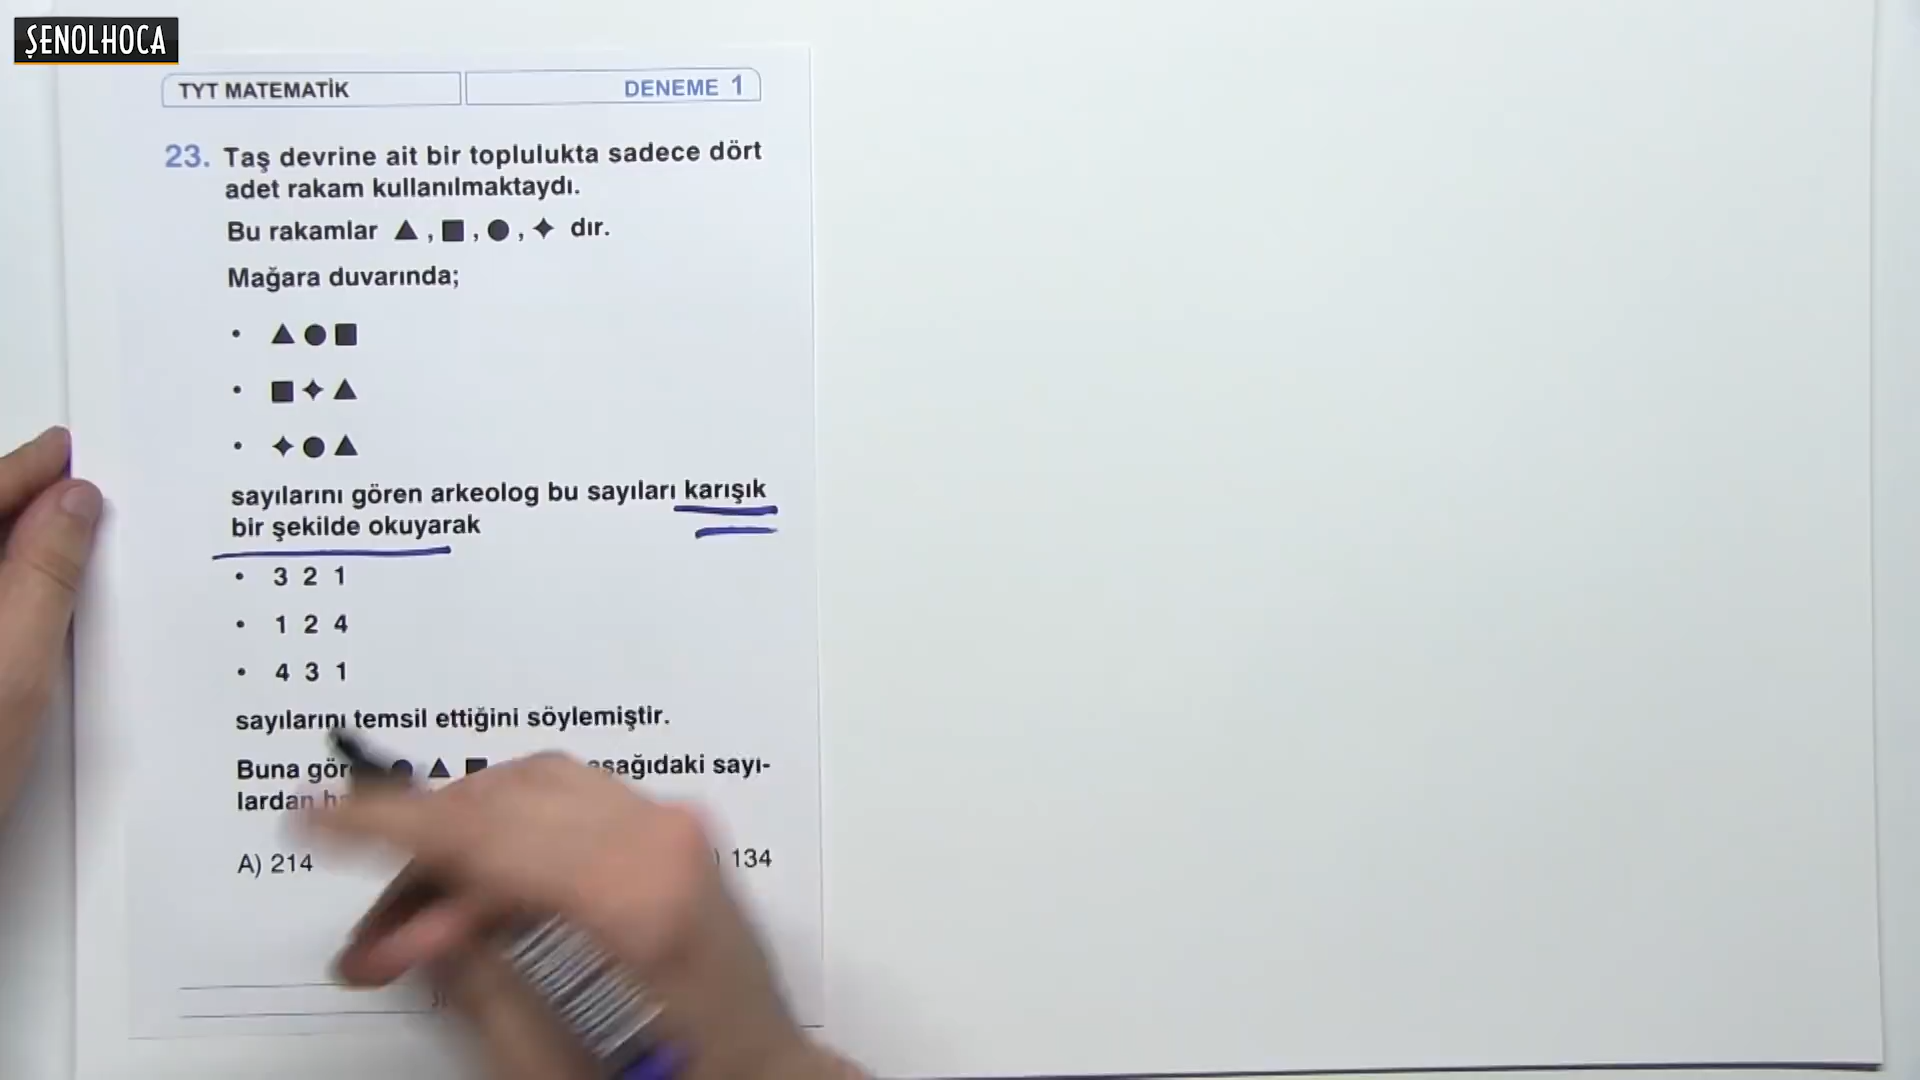 ŞENOLHOCA
TYT MATEMATİK
DENEME 1
23. Taş devrine ait bir toplulukta sadece dört
adet rakam kullanılmaktaydı.
Bu rakamlar ▲ , ■ , ● , ✦ dır.
Mağara duvarında;
• ▲ ● ■
• ■ ✦ ▲
• ✦ ● ▲
sayılarını gören arkeolog bu sayıları karışık
bir şekilde okuyarak
• 3 2 1
• 1 2 4
• 4 3 1
sayılarını temsil ettiğini söylemiştir.
Buna ● ▲ ■ aşağıdaki sayı-
lardan
A) 214 ) 134